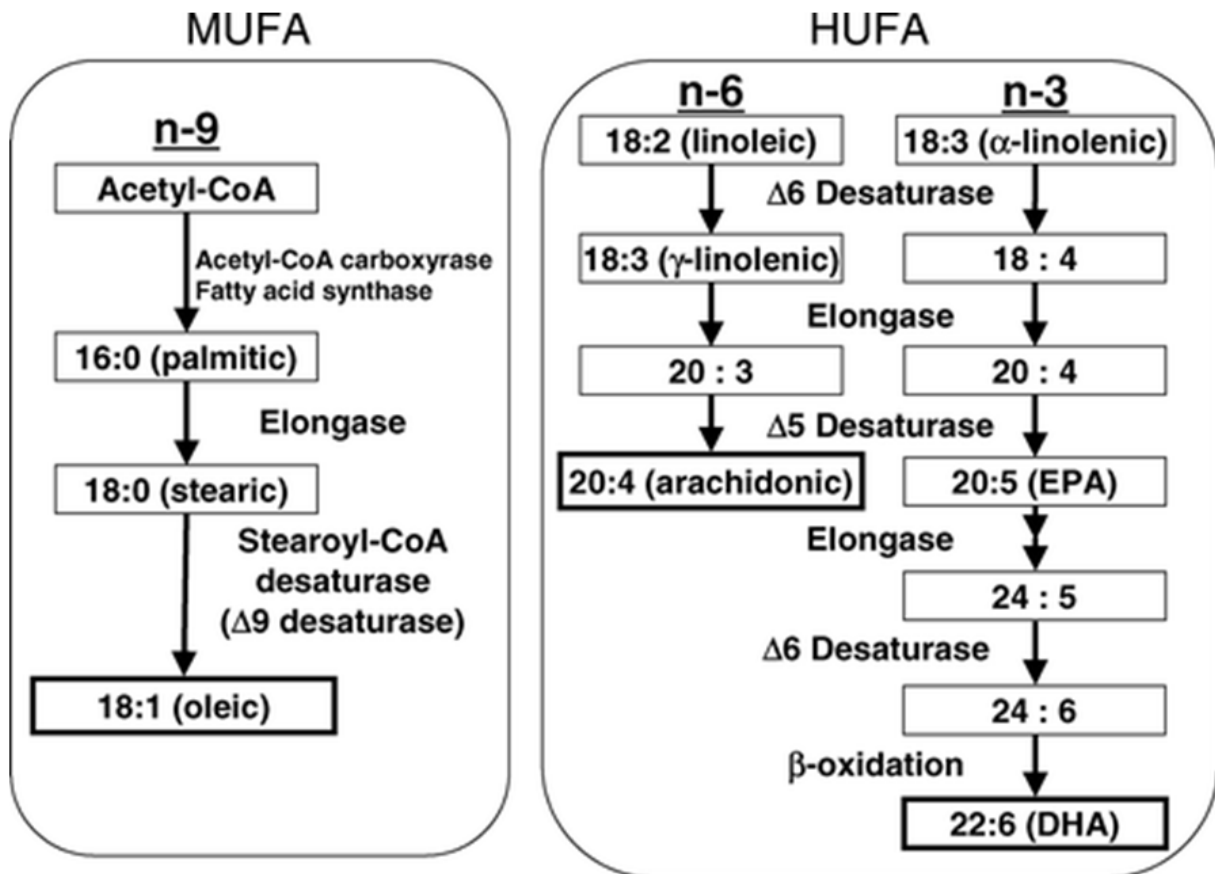 MUFA
n-9
Acetyl-CoA
Acetyl-CoA carboxyrase
Fatty acid synthase
16:0 (palmitic)
Elongase
18:0 (stearic)
Stearoyl-CoA
desaturase
(Δ9 desaturase)
18:1 (oleic)
HUFA
n-6
n-3
18:2 (linoleic)
18:3 (α-linolenic)
Δ6 Desaturase
18:3 (γ-linolenic)
18 : 4
Elongase
20 : 3
20 : 4
Δ5 Desaturase
20:4 (arachidonic)
20:5 (EPA)
Elongase
24 : 5
Δ6 Desaturase
24 : 6
β-oxidation
22:6 (DHA)